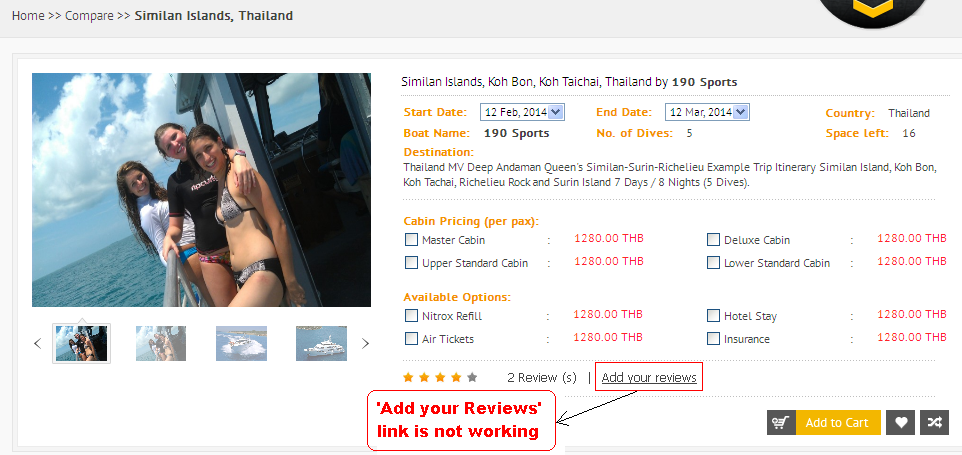 Home >> Compare >> Similan Islands, Thailand
Similan Islands, Koh Bon, Koh Taichai, Thailand by 190 Sports
Start Date: 12 Feb, 2014 End Date: 12 Mar, 2014 Country: Thailand
Boat Name: 190 Sports No. of Dives: 5 Space left: 16
Destination:
Thailand MV Deep Andaman Queen's Similan-Surin-Richelieu Example Trip Itinerary Similan Island, Koh Bon,
Koh Tachai, Richelieu Rock and Surin Island 7 Days / 8 Nights (5 Dives).
Cabin Pricing (per pax):
Master Cabin : 1280.00 THB Deluxe Cabin : 1280.00 THB
Upper Standard Cabin : 1280.00 THB Lower Standard Cabin : 1280.00 THB
Available Options:
Nitrox Refill : 1280.00 THB Hotel Stay : 1280.00 THB
Air Tickets : 1280.00 THB Insurance : 1280.00 THB
2 Review (s) | Add your reviews
'Add your Reviews'
link is not working
Add to Cart